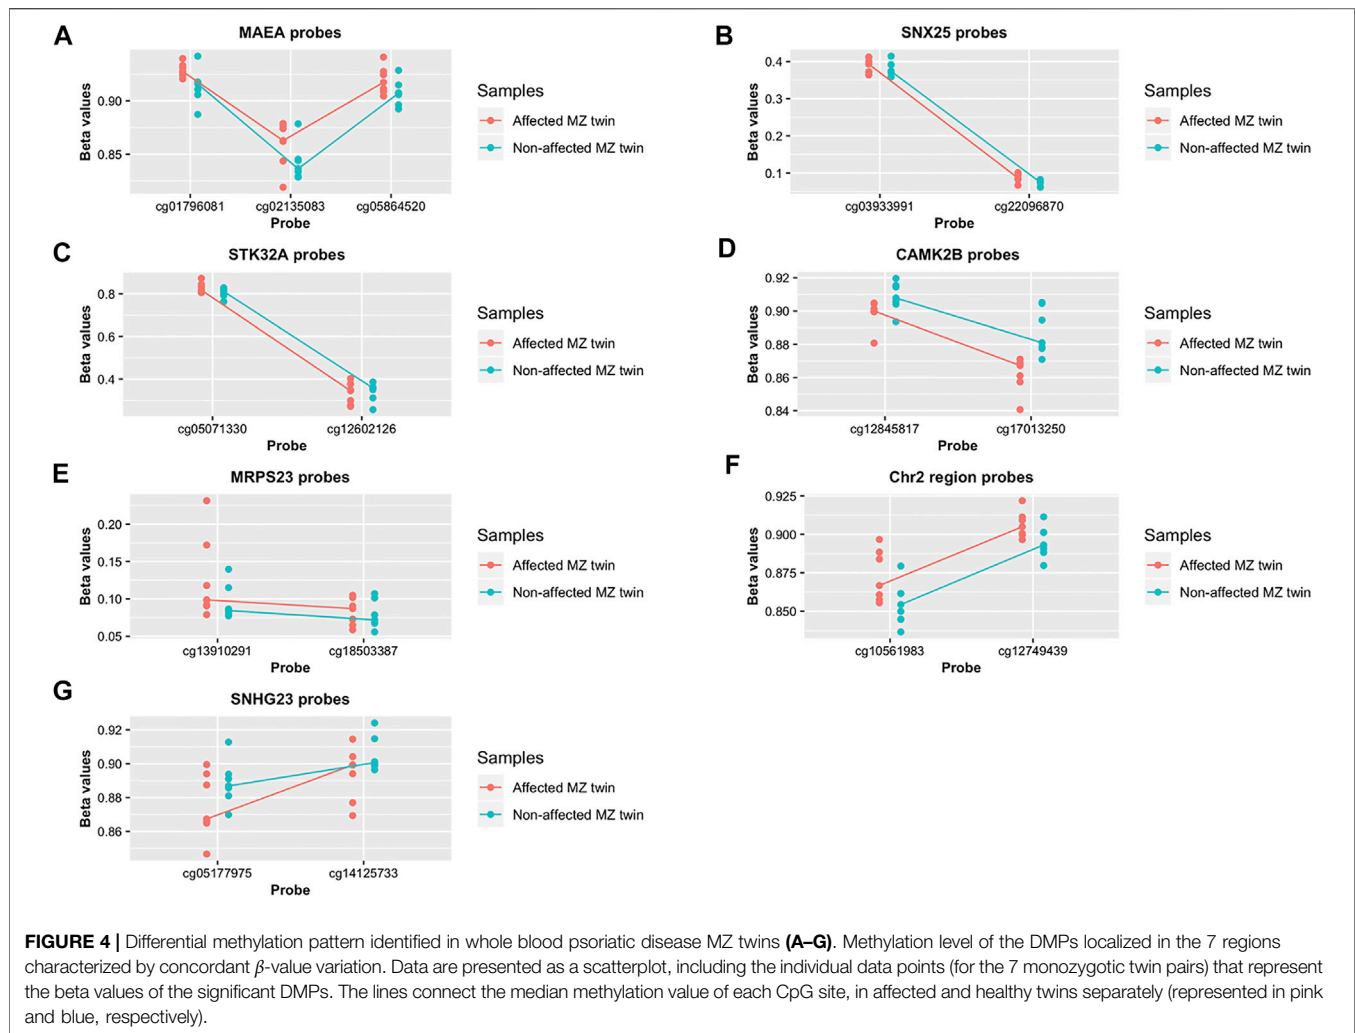 A
MAEA probes
Beta values
0.90
0.85
cg01796081 cg02135083 cg05864520
Probe
Samples
Affected MZ twin
Non-affected MZ twin
B
SNX25 probes
Beta values
0.4
0.3
0.2
0.1
cg03933991 cg22096870
Probe
Samples
Affected MZ twin
Non-affected MZ twin
C
STK32A probes
Beta values
0.8
0.6
0.4
cg05071330 cg12602126
Probe
Samples
Affected MZ twin
Non-affected MZ twin
D
CAMK2B probes
Beta values
0.92
0.90
0.88
0.86
0.84
cg12845817 cg17013250
Probe
Samples
Affected MZ twin
Non-affected MZ twin
E
MRPS23 probes
Beta values
0.20
0.15
0.10
0.05
cg13910291 cg18503387
Probe
Samples
Affected MZ twin
Non-affected MZ twin
F
Chr2 region probes
Beta values
0.925
0.900
0.875
0.850
cg10561983 cg12749439
Probe
Samples
Affected MZ twin
Non-affected MZ twin
G
SNHG23 probes
Beta values
0.92
0.90
0.88
0.86
cg05177975 cg14125733
Probe
Samples
Affected MZ twin
Non-affected MZ twin
FIGURE 4 | Differential methylation pattern identified in whole blood psoriatic disease MZ twins (A–G). Methylation level of the DMPs localized in the 7 regions
characterized by concordant β-value variation. Data are presented as a scatterplot, including the individual data points (for the 7 monozygotic twin pairs) that represent
the beta values of the significant DMPs. The lines connect the median methylation value of each CpG site, in affected and healthy twins separately (represented in pink
and blue, respectively).